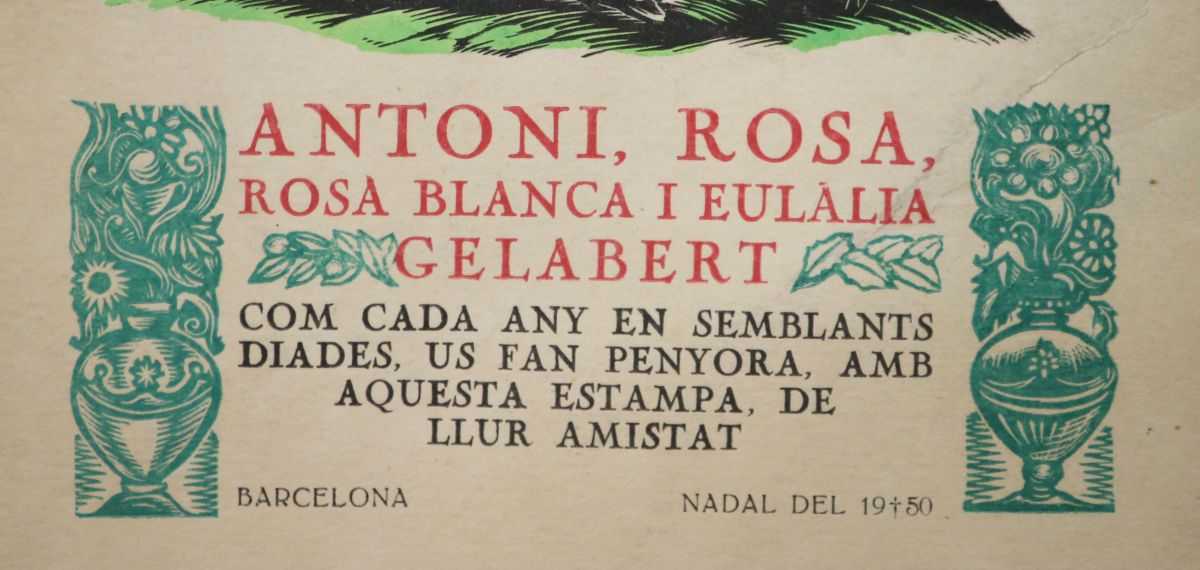 ANTONI, ROSA,
ROSA BLANCA I EULÀLIA
GELABERT
COM CADA ANY EN SEMBLANTS
DIADES, US FAN PENYORA, AMB
AQUESTA ESTAMPA, DE
LLUR AMISTAT
BARCELONA NADAL DEL 19†50